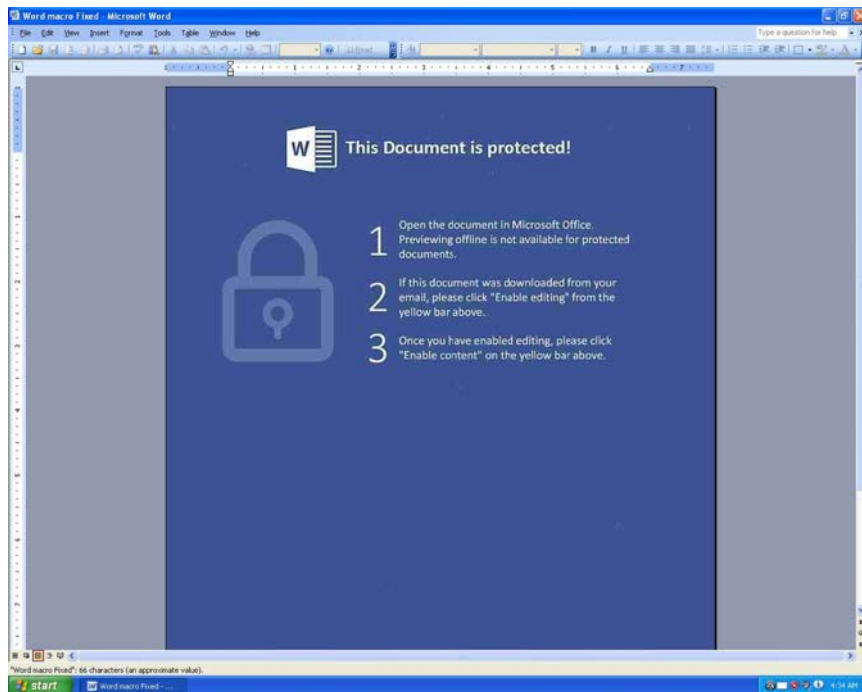 Word macro Fixed - Microsoft Word
File Edit View Insert Format Tools Table Window Help
Type a question for help
W
This Document is protected!
1
Open the document in Microsoft Office.
Previewing offline is not available for protected
documents.
2
If this document was downloaded from your
email, please click "Enable editing" from the
yellow bar above.
3
Once you have enabled editing, please click
"Enable content" on the yellow bar above.
"Word macro Fixed": 66 characters (an approximate value).
start
Word macro Fixed - ...
4:54 AM